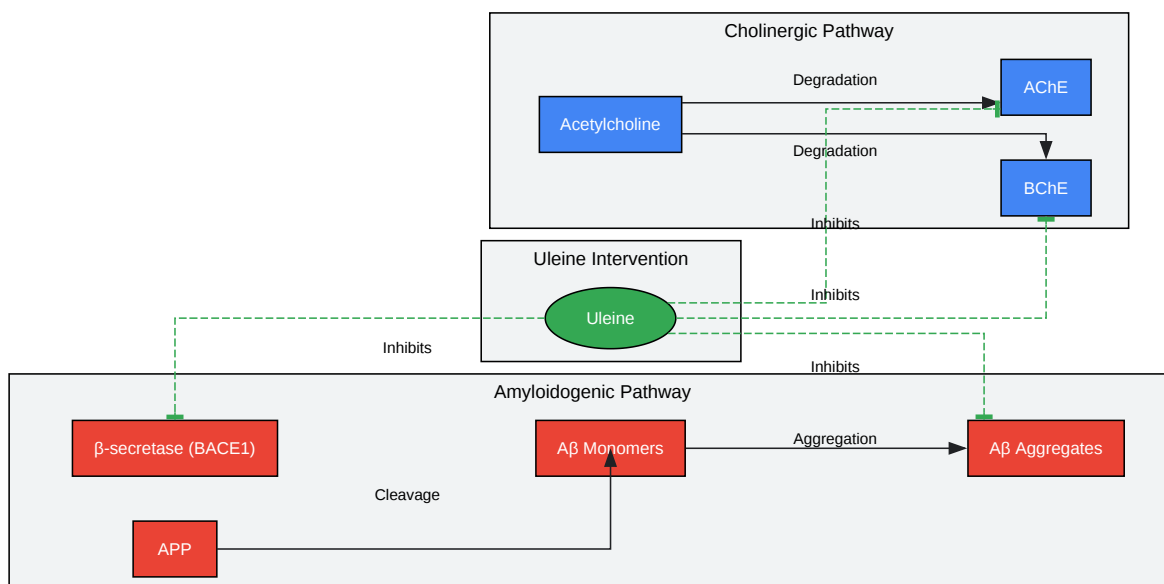 Cholinergic Pathway
Degradation
AChE
Acetylcholine
Degradation
BChE
Inhibits
Uleine Intervention
Inhibits
Uleine
Inhibits
Inhibits
Amyloidogenic Pathway
β-secretase (BACE1)
Aβ Monomers
Aggregation
Aβ Aggregates
Cleavage
APP